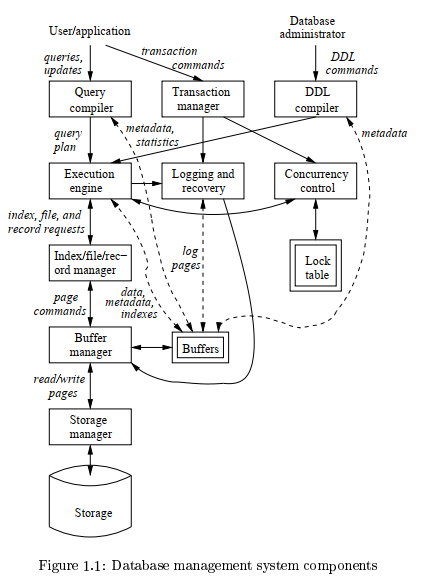 User/application
Database
administrator
transaction
commands
queries,
updates
DDL
commands
Query
compiler
Transaction
manager
DDL
compiler
query
plan
metadata,
statistics
metadata
Execution
engine
Logging and
recovery
Concurrency
control
index, file, and
record requests
log
pages
Index/file/rec−
ord manager
Lock
table
page
commands
data,
metadata,
indexes
Buffer
manager
Buffers
read/write
pages
Storage
manager
Storage
Figure 1.1: Database management system components